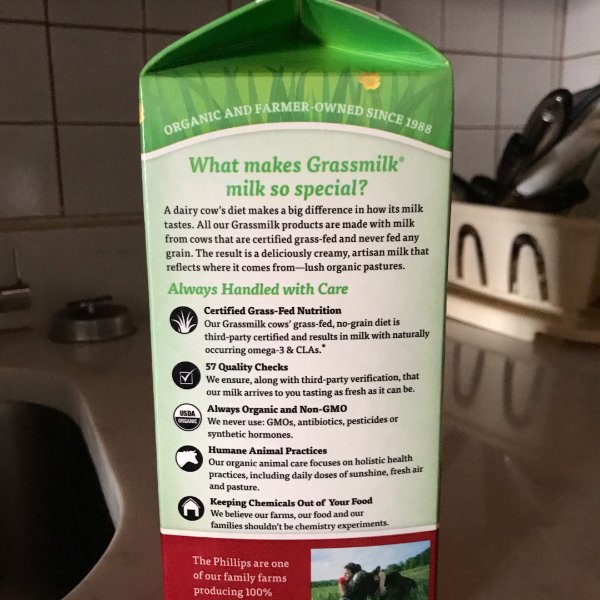 ORGANIC AND FARMER-OWNED SINCE 1988
What makes Grassmilk®
milk so special?
A dairy cow's diet makes a big difference in how its milk
tastes. All our Grassmilk products are made with milk
from cows that are certified grass-fed and never fed any
grain. The result is a deliciously creamy, artisan milk that
reflects where it comes from—lush organic pastures.
Always Handled with Care
Certified Grass-Fed Nutrition
Our Grassmilk cows' grass-fed, no-grain diet is
third-party certified and results in milk with naturally
occurring omega-3 & CLAs.*
57 Quality Checks
We ensure, along with third-party verification, that
our milk arrives to you tasting as fresh as it can be.
USDA
ORGANIC
Always Organic and Non-GMO
We never use: GMOs, antibiotics, pesticides or
synthetic hormones.
Humane Animal Practices
Our organic animal care focuses on holistic health
practices, including daily doses of sunshine, fresh air
and pasture.
Keeping Chemicals Out of Your Food
We believe our farms, our food and our
families shouldn't be chemistry experiments.
The Phillips are one
of our family farms
producing 100%